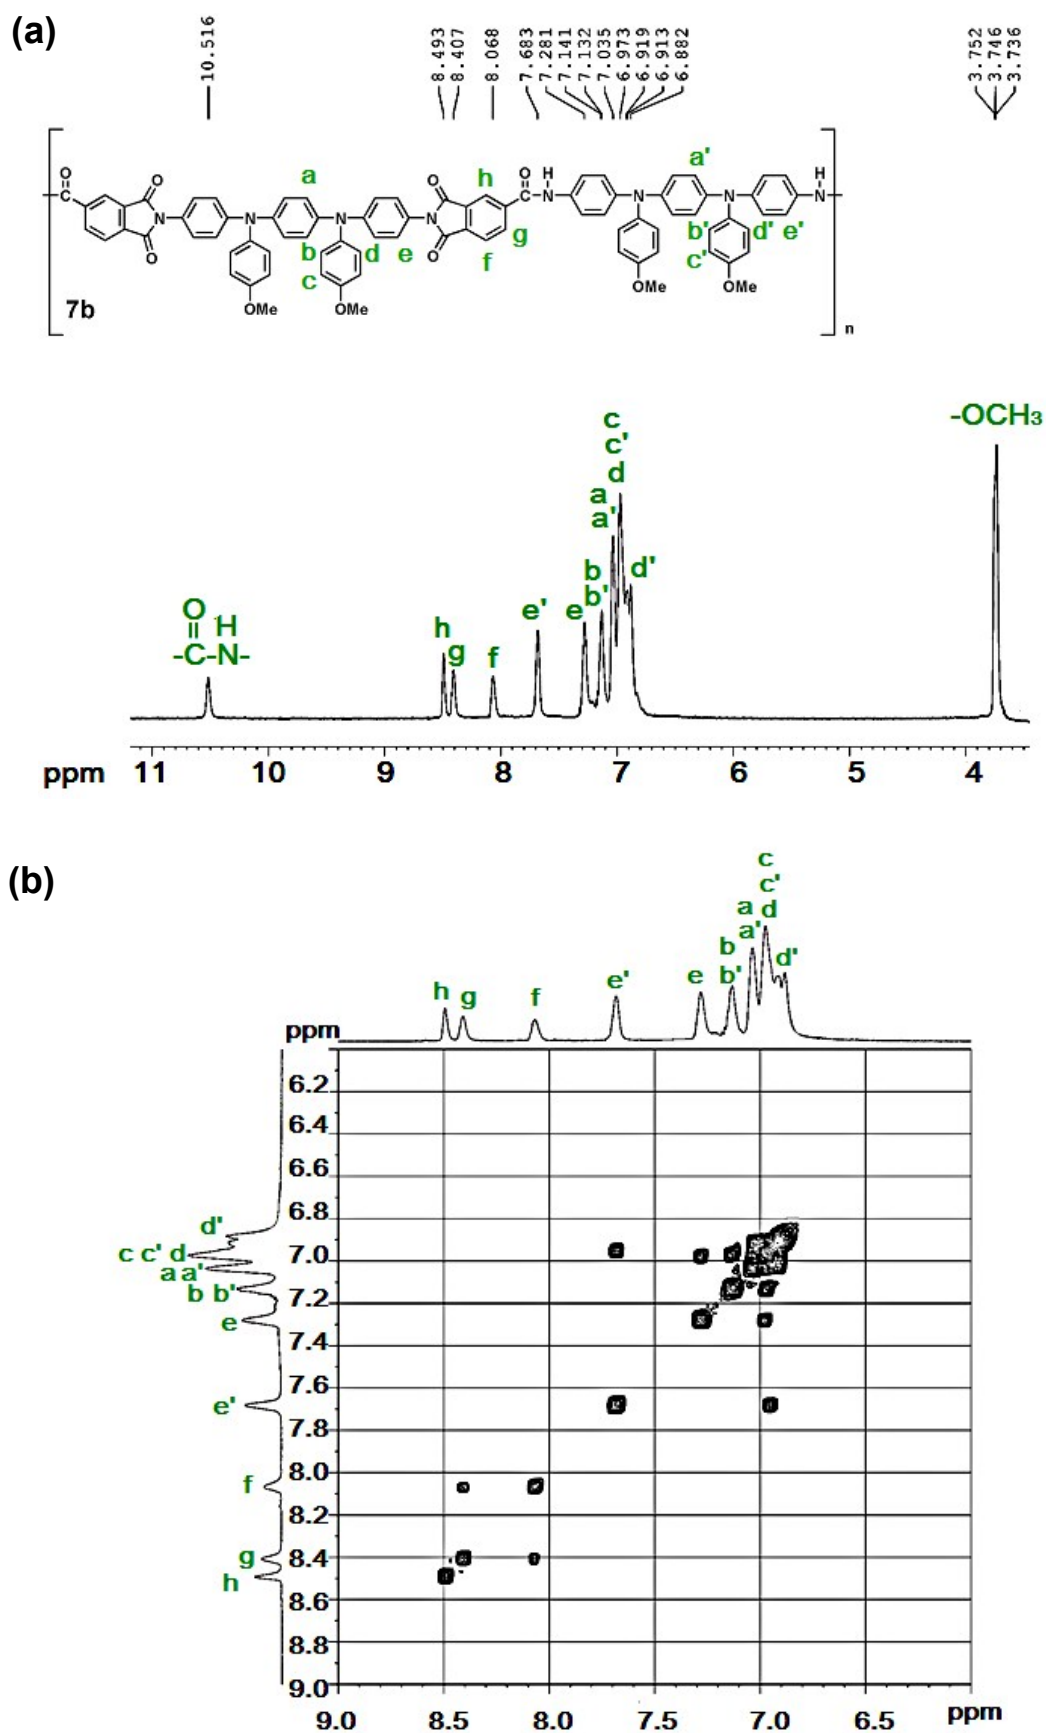 (a)
10.516
8.493
8.407
8.068
7.683
7.281
7.141
7.132
7.035
6.973
6.919
6.913
6.882
3.752
3.746
3.736
a
h
a'
O
O
O
O
H
H
N
N
N
N
N
N
N
N
O
O
b
d
e
f
g
b'
d'
e'
c
c'
OMe
OMe
OMe
OMe
7b
n
-OCH3
c
c'
d
a
a'
b
b'
d'
e
e'
O H
-C-N-
h
g
f
ppm 11 10 9 8 7 6 5 4
(b)
c
c'
a d
a'
b
b'
d'
e
e'
f
g
h
ppm
6.2
6.4
6.6
6.8
7.0
7.2
7.4
7.6
7.8
8.0
8.2
8.4
8.6
8.8
9.0
d'
c c' d
a a'
b b'
e
e'
f
g
h
9.0 8.5 8.0 7.5 7.0 6.5 ppm